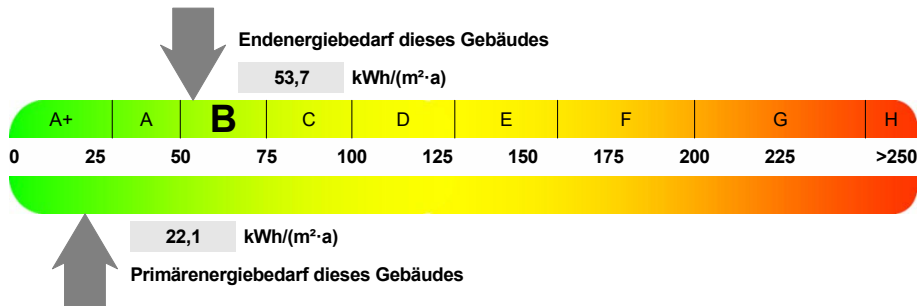 Endenergiebedarf dieses Gebäudes
53,7 kWh/(m²·a)
A+ A B C D E F G H
0 25 50 75 100 125 150 175 200 225 >250
22,1 kWh/(m²·a)
Primärenergiebedarf dieses Gebäudes